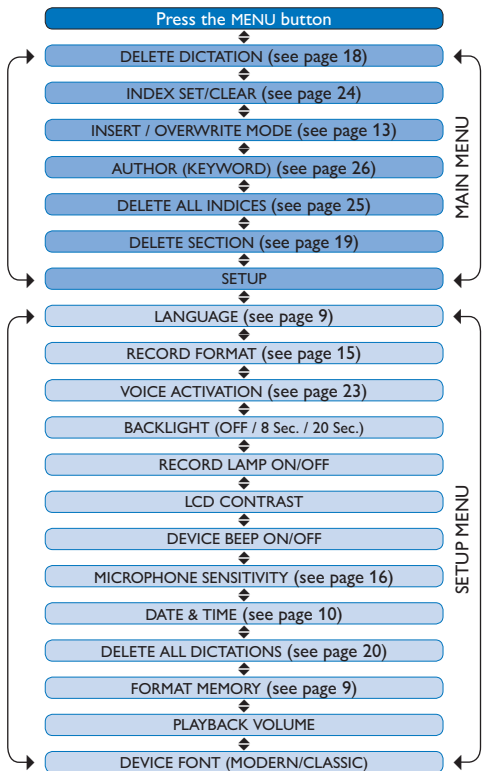 Press the MENU button
DELETE DICTATION (see page 18)
INDEX SET/CLEAR (see page 24)
INSERT / OVERWRITE MODE (see page 13)
AUTHOR (KEYWORD) (see page 26)
DELETE ALL INDICES (see page 25)
DELETE SECTION (see page 19)
SETUP
MAIN MENU
LANGUAGE (see page 9)
RECORD FORMAT (see page 15)
VOICE ACTIVATION (see page 23)
BACKLIGHT (OFF / 8 Sec. / 20 Sec.)
RECORD LAMP ON/OFF
LCD CONTRAST
DEVICE BEEP ON/OFF
MICROPHONE SENSITIVITY (see page 16)
DATE & TIME (see page 10)
DELETE ALL DICTATIONS (see page 20)
FORMAT MEMORY (see page 9)
PLAYBACK VOLUME
DEVICE FONT (MODERN/CLASSIC)
SETUP MENU